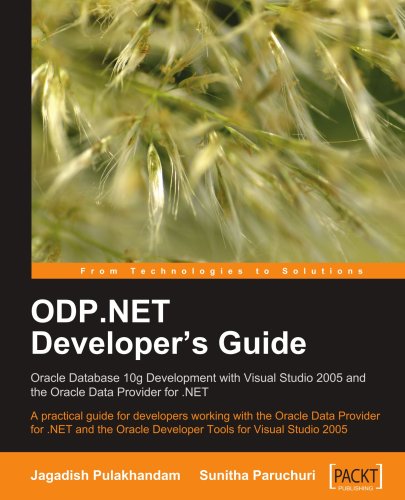 From Technologies to Solutions
ODP.NET
Developer's Guide
Oracle Database 10g Development with Visual Studio 2005 and
the Oracle Data Provider for .NET
A practical guide for developers working with the Oracle Data Provider
for .NET and the Oracle Developer Tools for Visual Studio 2005
Jagadish Pulakhandam Sunitha Paruchuri
PACKT
PUBLISHING